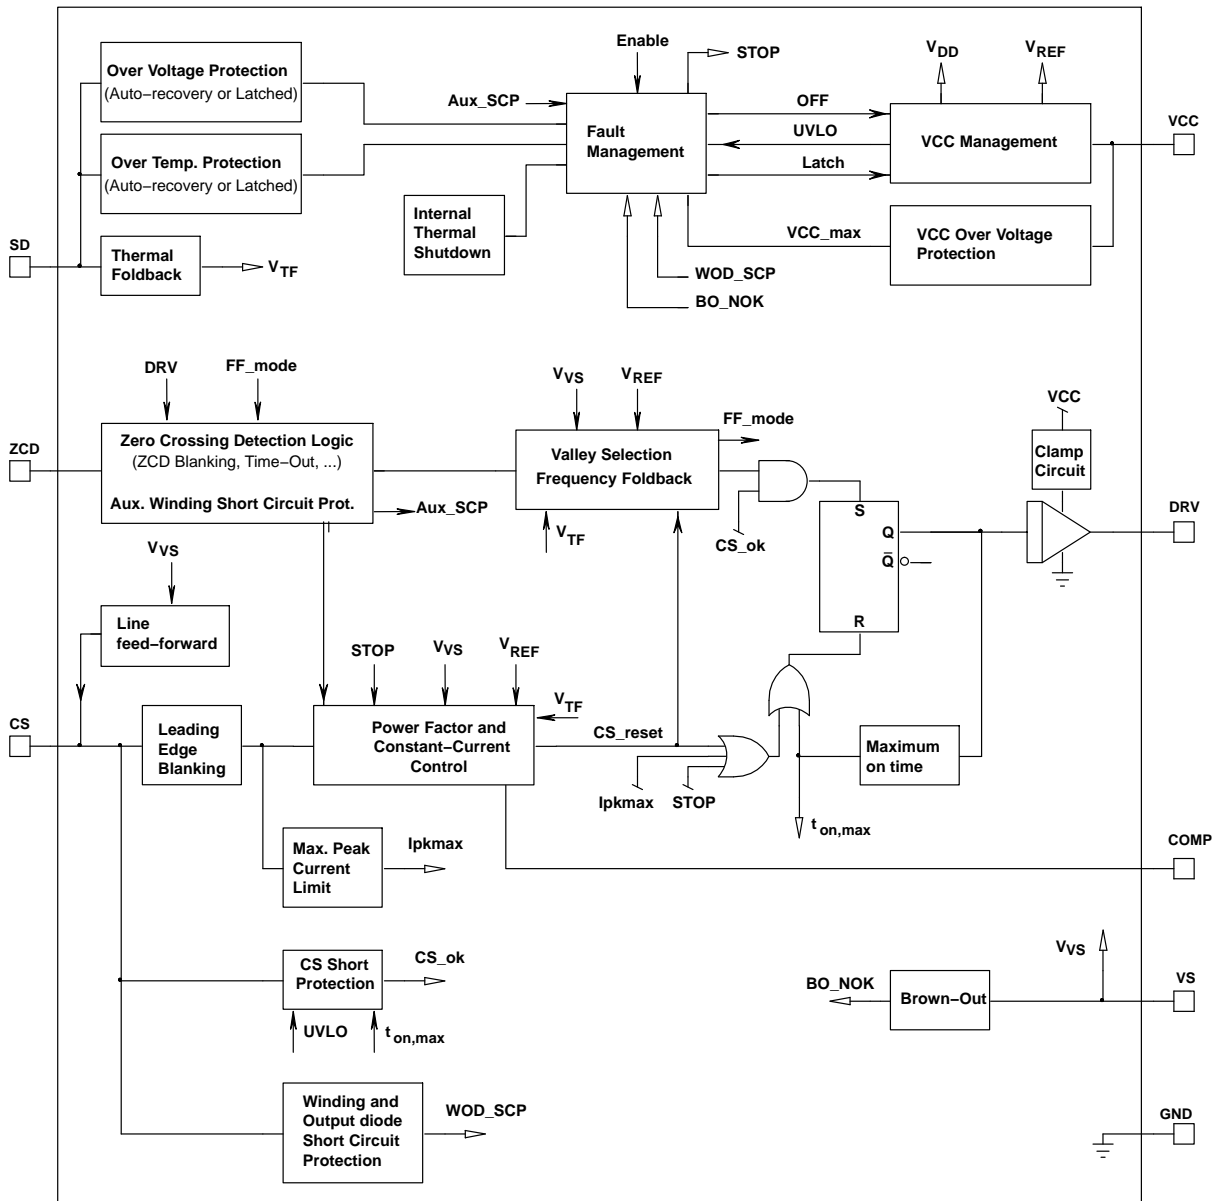 Over Voltage Protection
(Auto−recovery or Latched)
Over Temp. Protection
(Auto−recovery or Latched)
SD
Thermal
Foldback
VTF
Enable
STOP
Aux_SCP
Fault
Management
Internal
Thermal
Shutdown
OFF
UVLO
Latch
VCC_max
WOD_SCP
BO_NOK
VDD
VREF
VCC Management
VCC
VCC Over Voltage
Protection
DRV
FF_mode
ZCD
Zero Crossing Detection Logic
(ZCD Blanking, Time−Out, ...)
Aux. Winding Short Circuit Prot.
Aux_SCP
VVS
VREF
FF_mode
Valley Selection
Frequency Foldback
VTF
CS_ok
S
Q
Q̅
R
VCC
Clamp
Circuit
DRV
VVS
Line
feed−forward
CS
Leading
Edge
Blanking
STOP
VVS
VREF
VTF
Power Factor and
Constant−Current
Control
CS_reset
Ipkmax
STOP
Maximum
on time
ton,max
Max. Peak
Current
Limit
Ipkmax
COMP
CS Short
Protection
CS_ok
UVLO
ton,max
VVS
BO_NOK
Brown−Out
VS
Winding and
Output diode
Short Circuit
Protection
WOD_SCP
GND